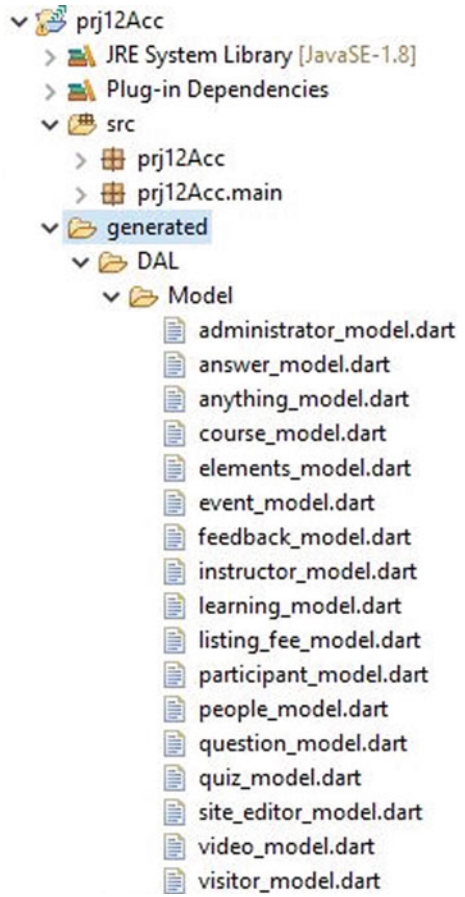 prj12Acc
JRE System Library [JavaSE-1.8]
Plug-in Dependencies
src
prj12Acc
prj12Acc.main
generated
DAL
Model
administrator_model.dart
answer_model.dart
anything_model.dart
course_model.dart
elements_model.dart
event_model.dart
feedback_model.dart
instructor_model.dart
learning_model.dart
listing_fee_model.dart
participant_model.dart
people_model.dart
question_model.dart
quiz_model.dart
site_editor_model.dart
video_model.dart
visitor_model.dart